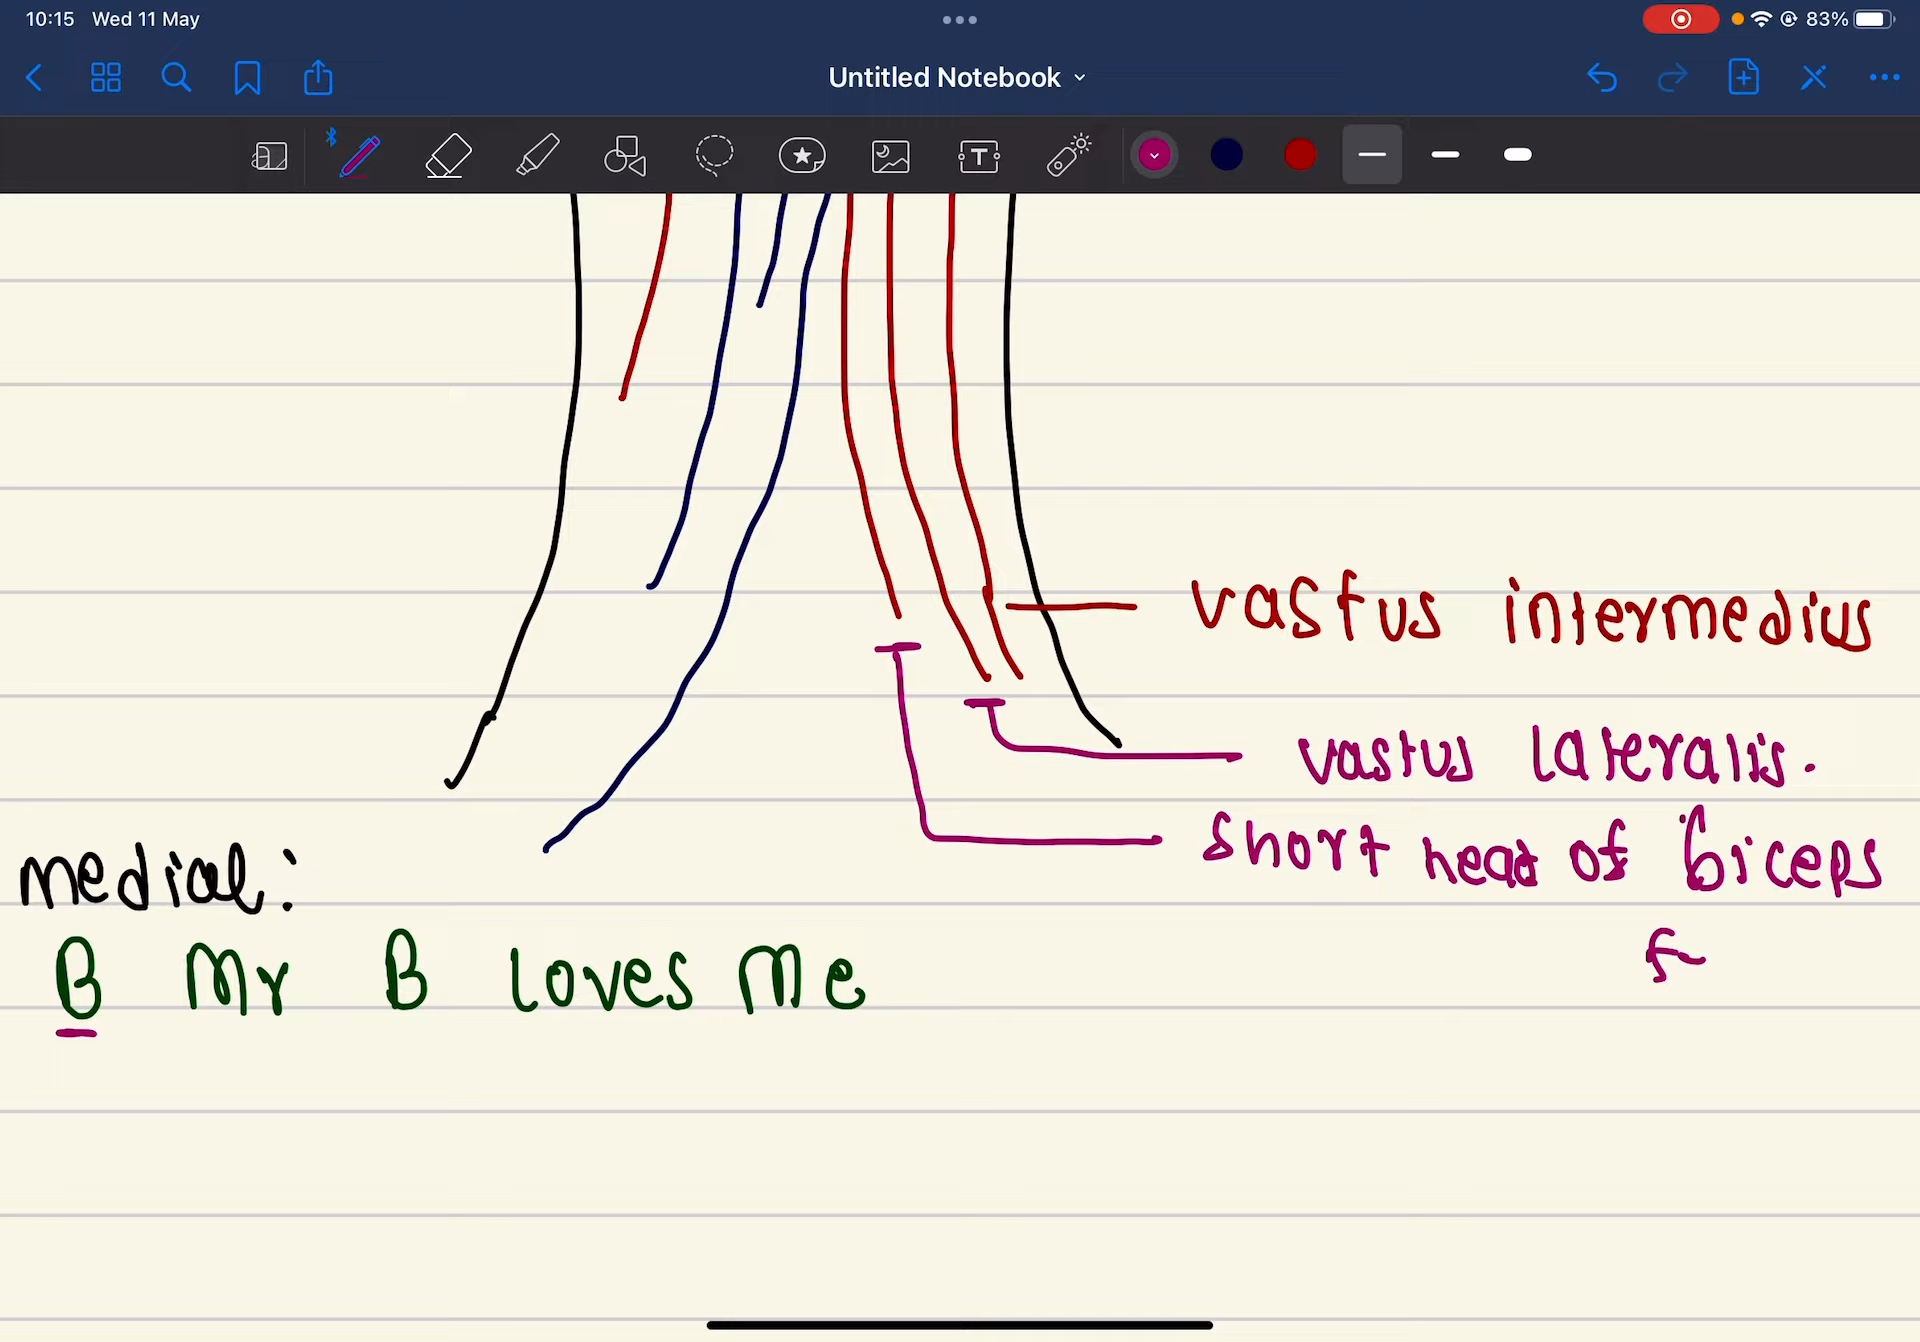 10:15 Wed 11 May
83%
Untitled Notebook
vastus intermedius
vastus lateralis.
short head of biceps
f
medial:
B Mr B loves Me